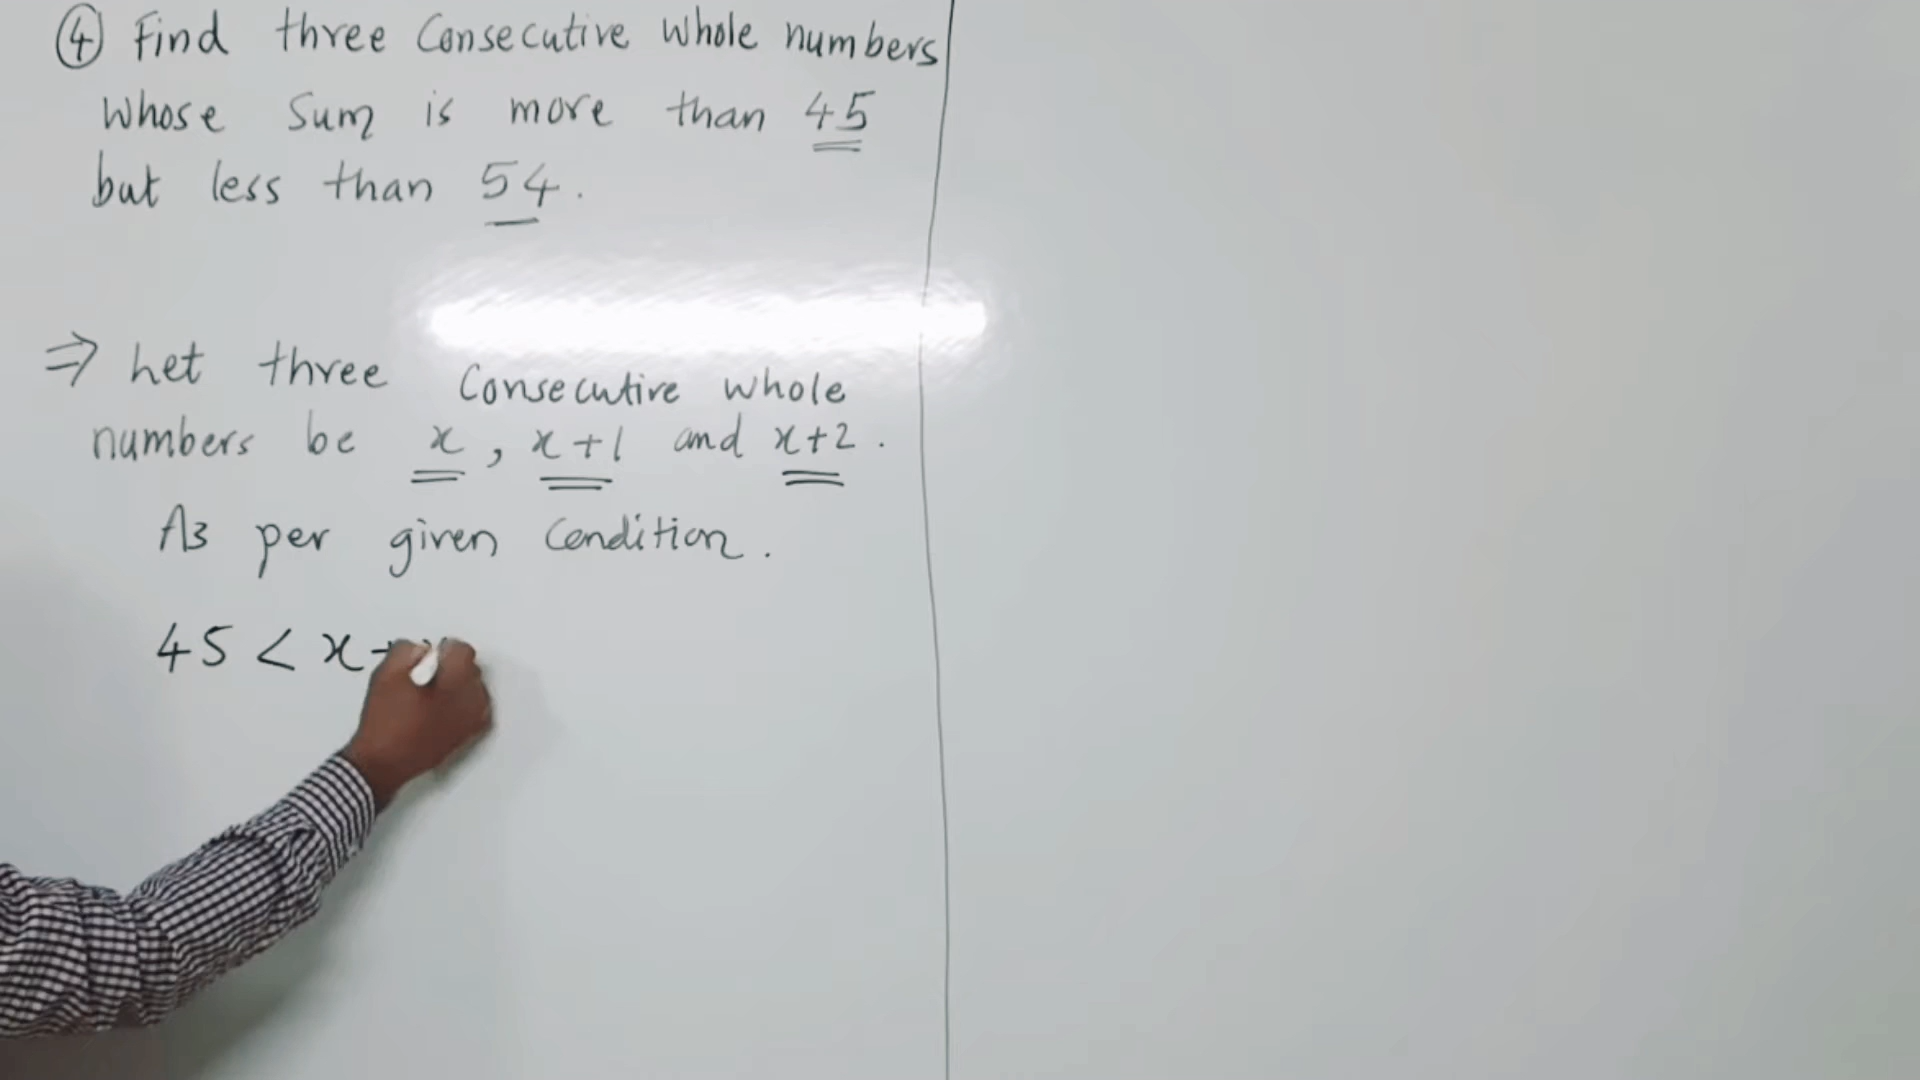 ④ Find three Consecutive whole numbers
whose sum is more than 45
but less than 54.
⇒ Let three Consecutive whole
numbers be x, x+1 and x+2.
As per given Condition.
45 < x+